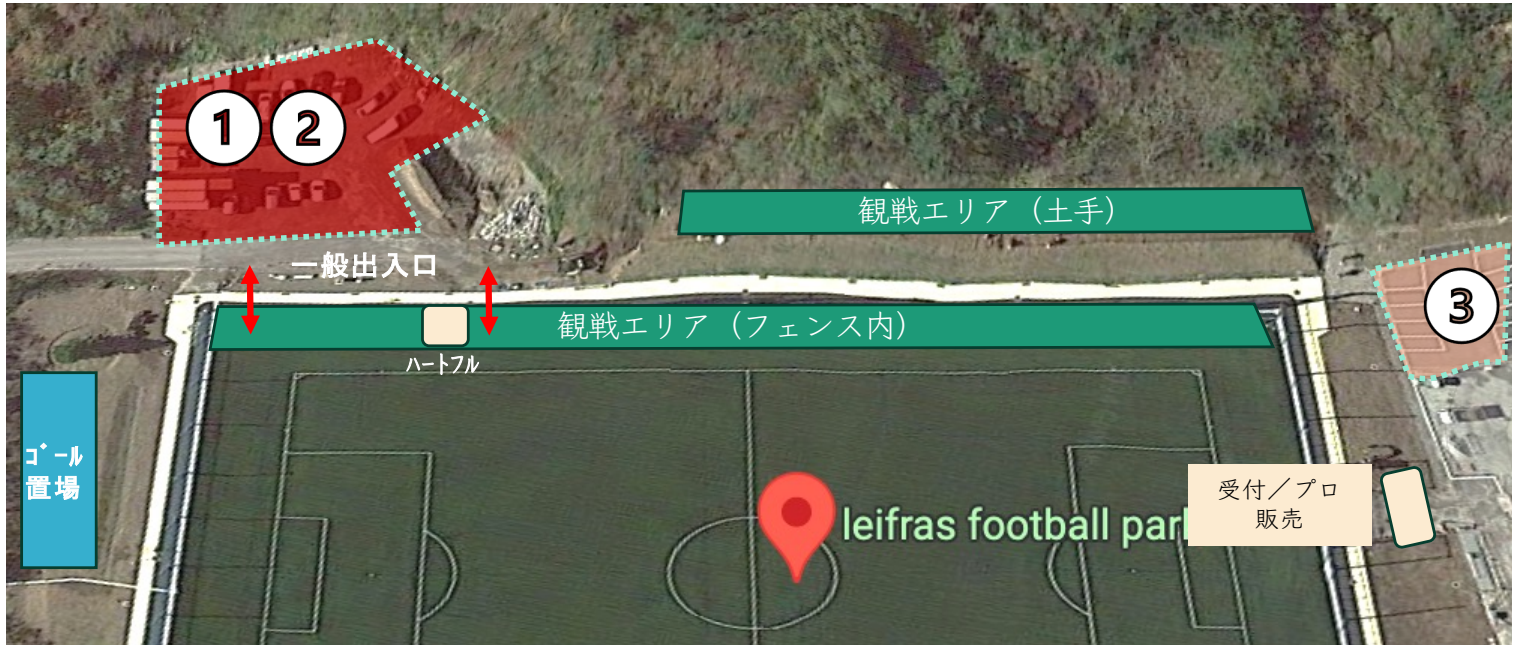 ① ②
観戦エリア（土手）
一般出入口
③
観戦エリア（フェンス内）
ﾊｰﾄﾌﾙ
ｺﾞｰﾙ
置場
受付／プロ
販売
leifras football par